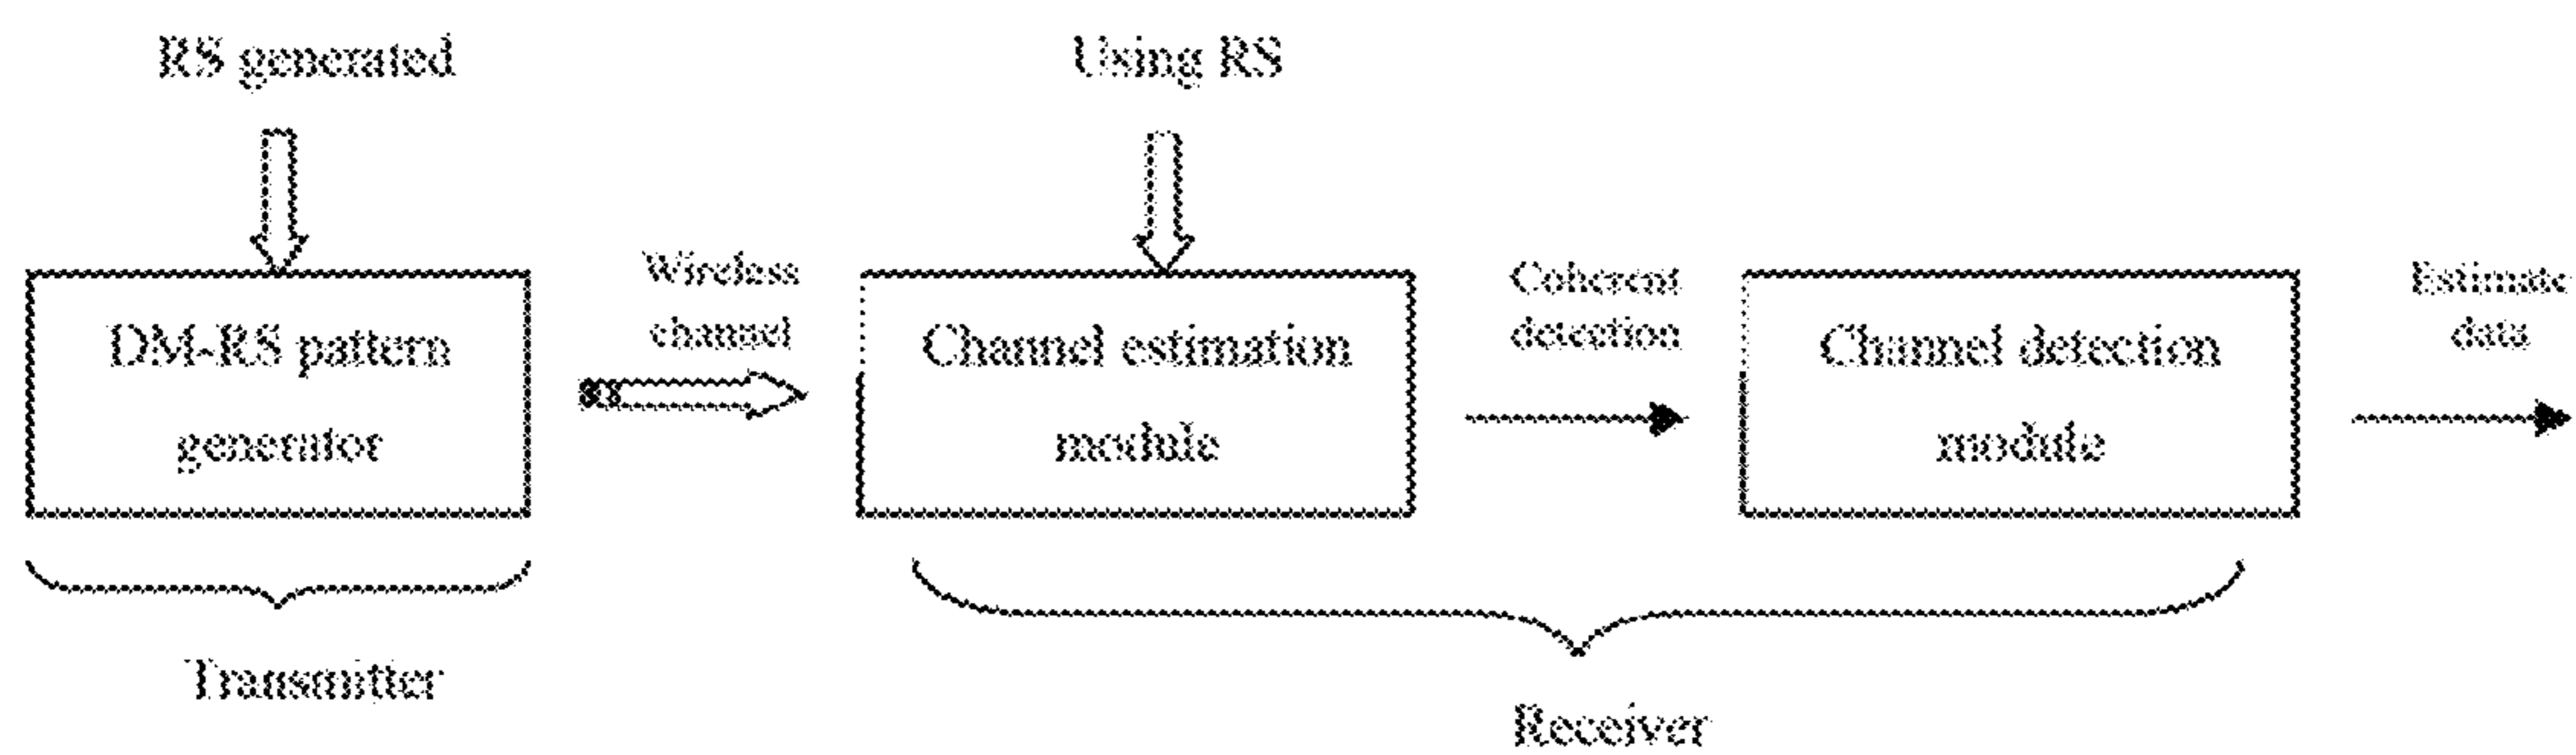 RS generated
Using RS
DM-RS pattern
generator
Wireless
channel
Channel estimation
module
Coherent
detection
Channel detection
module
Estimate
data
Transmitter
Receiver